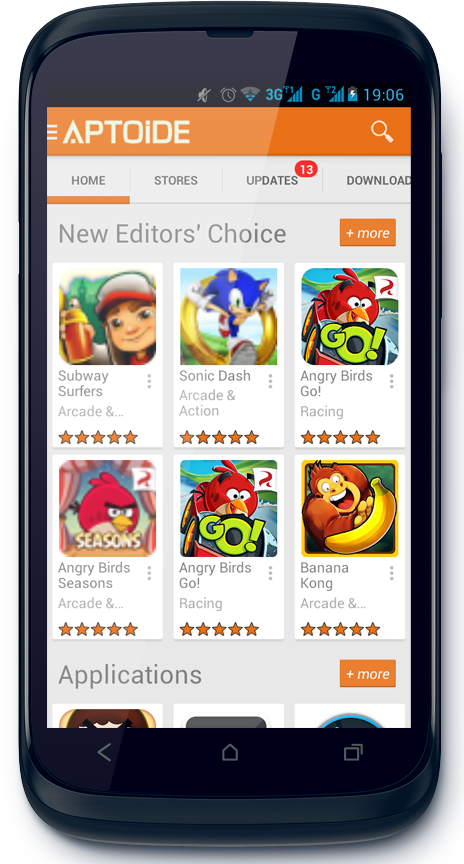 3G T1 G T2 19:06
APTOIDE
HOME STORES UPDATES 13 DOWNLOAD
New Editors' Choice + more
GO!
Subway Surfers
Arcade &...
Sonic Dash
Arcade & Action
Angry Birds Go!
Racing
SEASONS
GO!
Angry Birds Seasons
Arcade &...
Angry Birds Go!
Racing
Banana Kong
Arcade &...
Applications + more